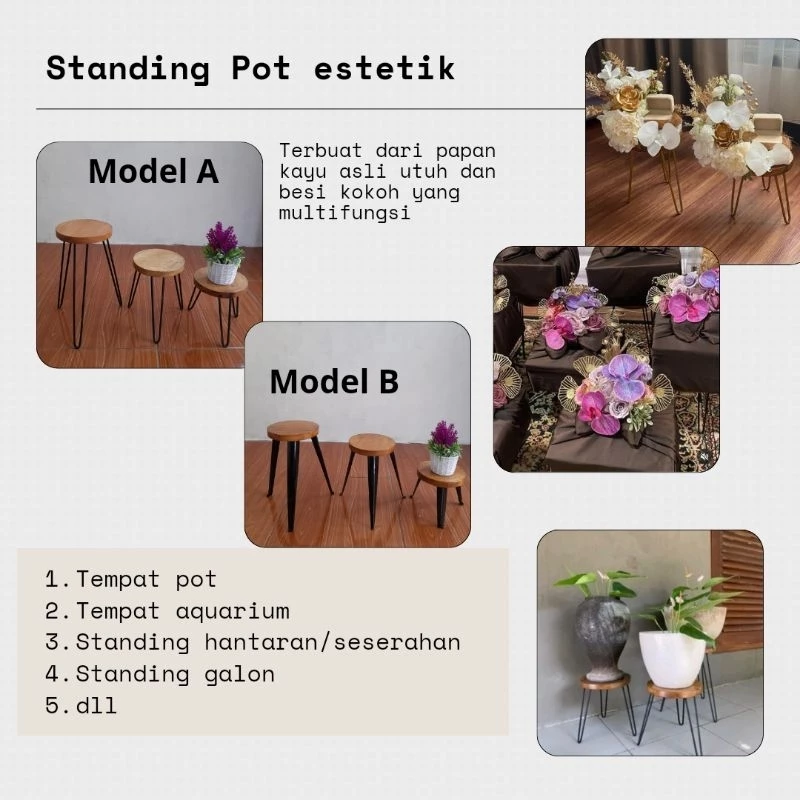 Standing Pot estetik
Terbuat dari papan
kayu asli utuh dan
besi kokoh yang
multifungsi
Model A
Model B
1.Tempat pot
2.Tempat aquarium
3.Standing hantaran/seserahan
4.Standing galon
5.dll